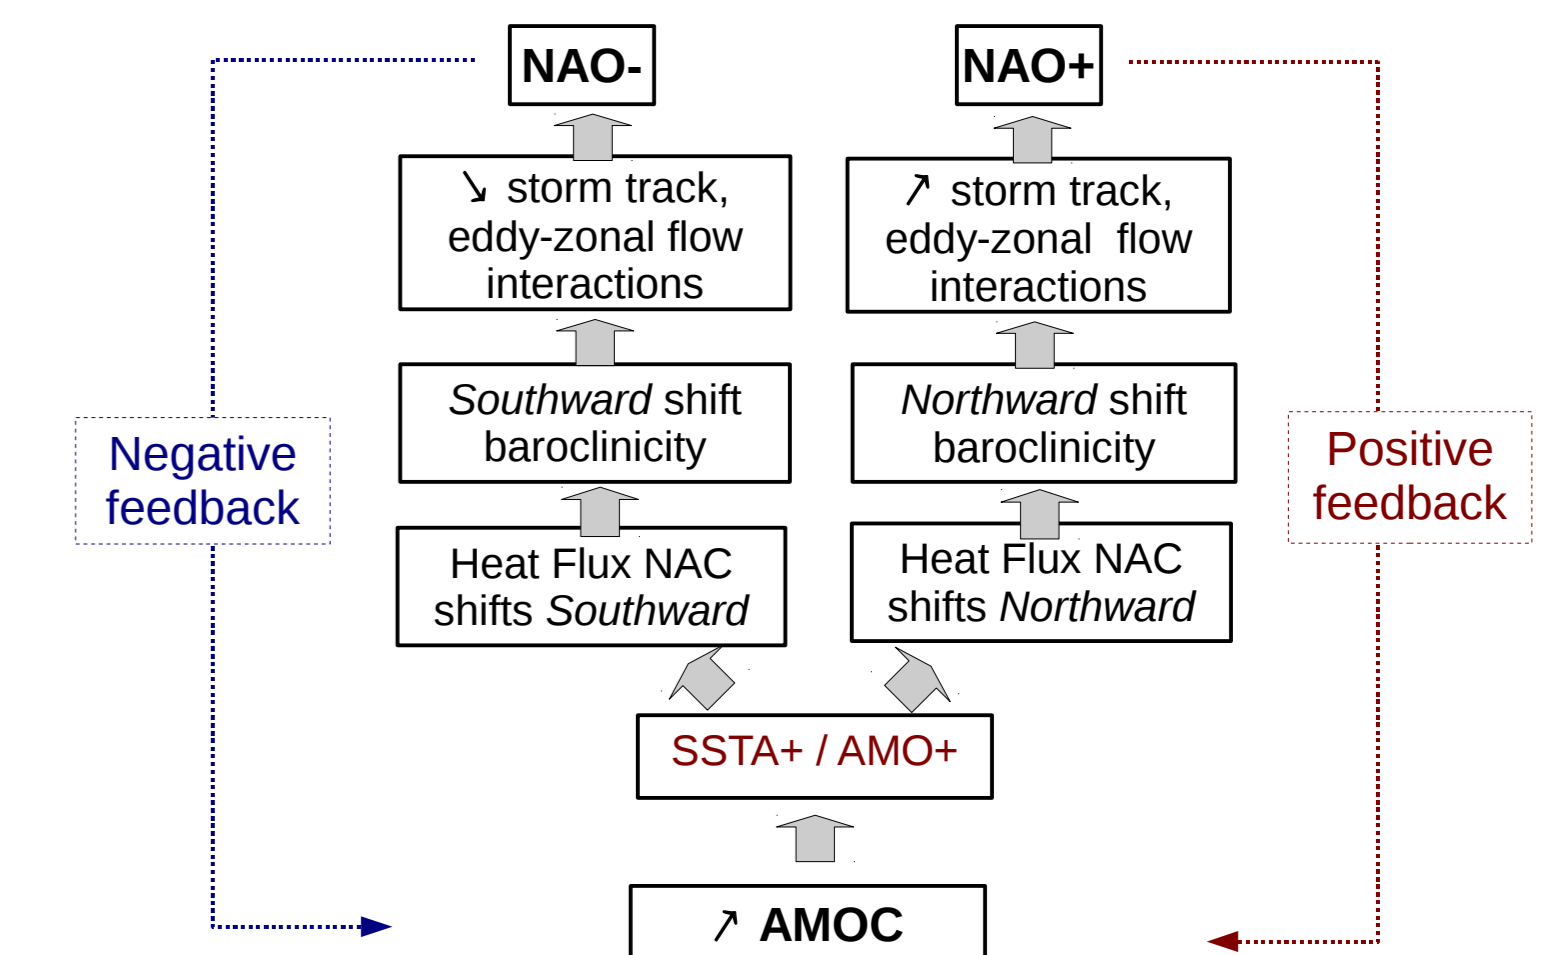 NAO-
NAO+
↘ storm track,
eddy-zonal flow
interactions
↗ storm track,
eddy-zonal flow
interactions
Southward shift
baroclinicity
Northward shift
baroclinicity
Negative
feedback
Positive
feedback
Heat Flux NAC
shifts Southward
Heat Flux NAC
shifts Northward
SSTA+ / AMO+
↗ AMOC